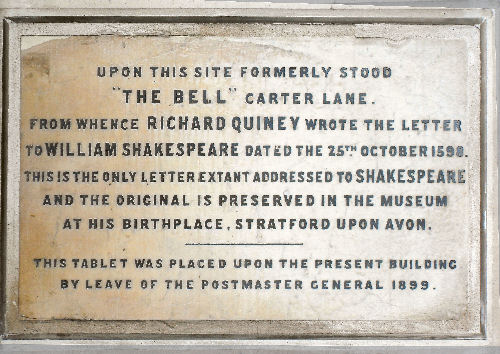 UPON THIS SITE FORMERLY STOOD
"THE BELL" CARTER LANE.
FROM WHENCE RICHARD QUINEY WROTE THE LETTER
TO WILLIAM SHAKESPEARE DATED THE 25TH OCTOBER 1598.
THIS IS THE ONLY LETTER EXTANT ADDRESSED TO SHAKESPEARE
AND THE ORIGINAL IS PRESERVED IN THE MUSEUM
AT HIS BIRTHPLACE, STRATFORD UPON AVON.
THIS TABLET WAS PLACED UPON THE PRESENT BUILDING
BY LEAVE OF THE POSTMASTER GENERAL 1899.